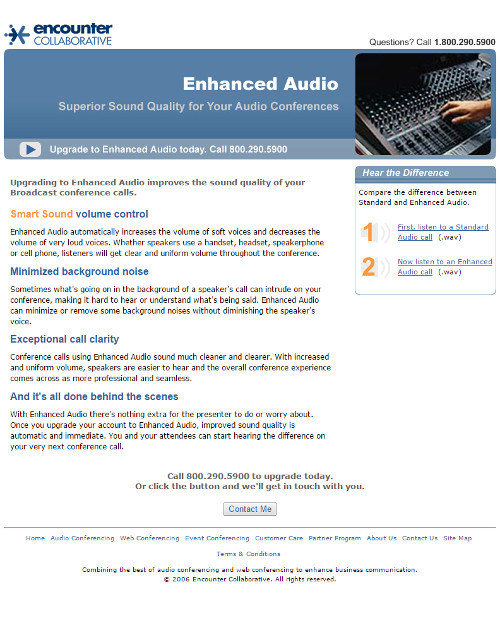 encounter
COLLABORATIVE
Questions? Call 1.800.290.5900
Enhanced Audio
Superior Sound Quality for Your Audio Conferences
Upgrade to Enhanced Audio today. Call 800.290.5900
Upgrading to Enhanced Audio improves the sound quality of your
Broadcast conference calls.
Smart Sound volume control
Enhanced Audio automatically increases the volume of soft voices and decreases the
volume of very loud voices. Whether speakers use a handset, headset, speakerphone
or cell phone, listeners will get clear and uniform volume throughout the conference.
Minimized background noise
Sometimes what's going on in the background of a speaker's call can intrude on your
conference, making it hard to hear or understand what's being said. Enhanced Audio
can minimize or remove some background noises without diminishing the speaker's
voice.
Exceptional call clarity
Conference calls using Enhanced Audio sound much cleaner and clearer. With increased
and uniform volume, speakers are easier to hear and the overall conference experience
comes across as more professional and seamless.
And it's all done behind the scenes
With Enhanced Audio there's nothing extra for the presenter to do or worry about.
Once you upgrade your account to Enhanced Audio, improved sound quality is
automatic and immediate. You and your attendees can start hearing the difference on
your very next conference call.
Hear the Difference
Compare the difference between
Standard and Enhanced Audio.
1 First, listen to a Standard
Audio call (.wav)
2 Now listen to an Enhanced
Audio call (.wav)
Call 800.290.5900 to upgrade today.
Or click the button and we'll get in touch with you.
Contact Me
Home Audio Conferencing Web Conferencing Event Conferencing Customer Care Partner Program About Us Contact Us Site Map
Terms & Conditions
Combining the best of audio conferencing and web conferencing to enhance business communication.
© 2006 Encounter Collaborative. All rights reserved.